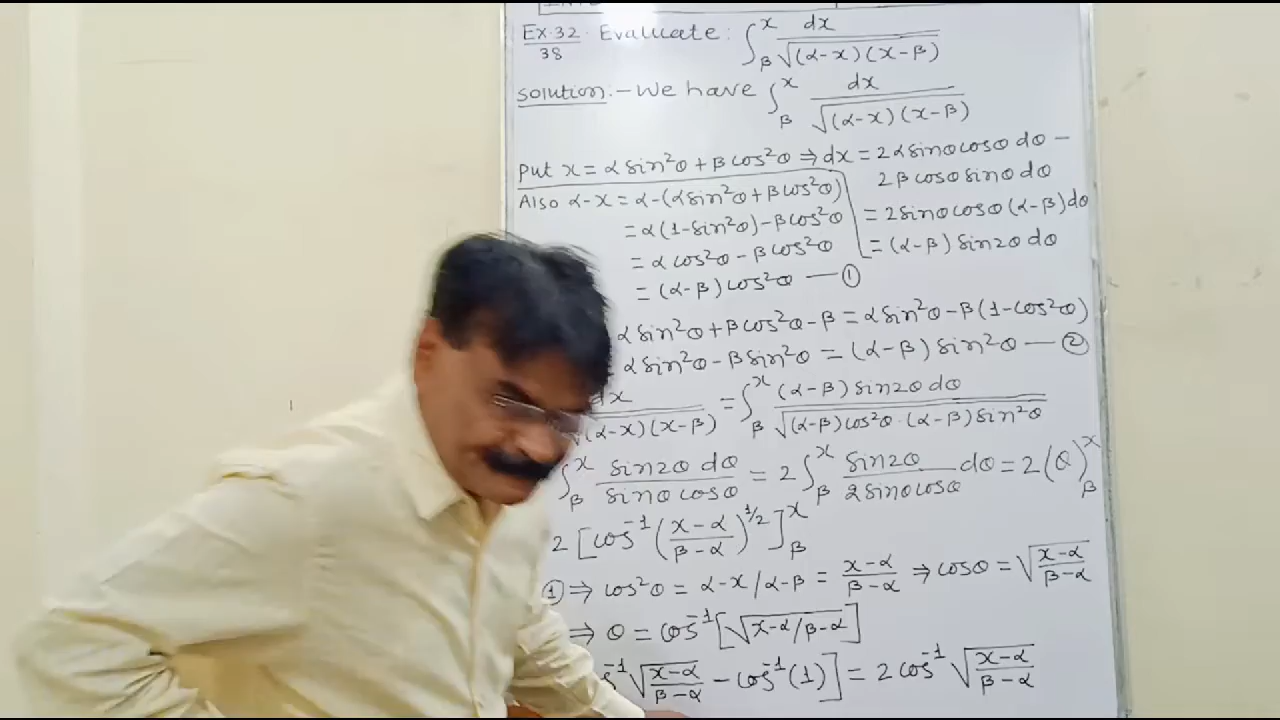 Ex.32/38 . Evaluate : ∫_β^x dx/√((α-x)(x-β))
Solution:- We have ∫_β^x dx/√((α-x)(x-β))
Put x = α sin²θ + β cos²θ ⇒ dx = 2α sinθ cosθ dθ -
2β cosθ sinθ dθ
Also α-x = α-(α sin²θ + β cos²θ)
= 2 sinθ cosθ (α-β) dθ
= α(1-sin²θ) - β cos²θ
= (α-β) sin2θ dθ
= α cos²θ - β cos²θ
= (α-β) cos²θ — ①
α sin²θ + β cos²θ - β = α sin²θ - β(1-cos²θ)
α sin²θ - β sin²θ = (α-β) sin²θ — ②
dx/√((α-x)(x-β)) = ∫_β^x (α-β) sin2θ dθ/√((α-β) cos²θ · (α-β) sin²θ)
∫_β^x sin2θ dθ/(sinθ cosθ) = 2 ∫_β^x sin2θ/(2 sinθ cosθ) dθ = 2(θ)_β^x
2 [cos⁻¹ ((x-α)/(β-α))^(1/2)]_β^x
① ⇒ cos²θ = α-x/α-β = (x-α)/(β-α) ⇒ cosθ = √((x-α)/(β-α))
⇒ θ = cos⁻¹[√(x-α/β-α)]
s⁻¹ √((x-α)/(β-α)) - cos⁻¹(1)] = 2 cos⁻¹ √((x-α)/(β-α))